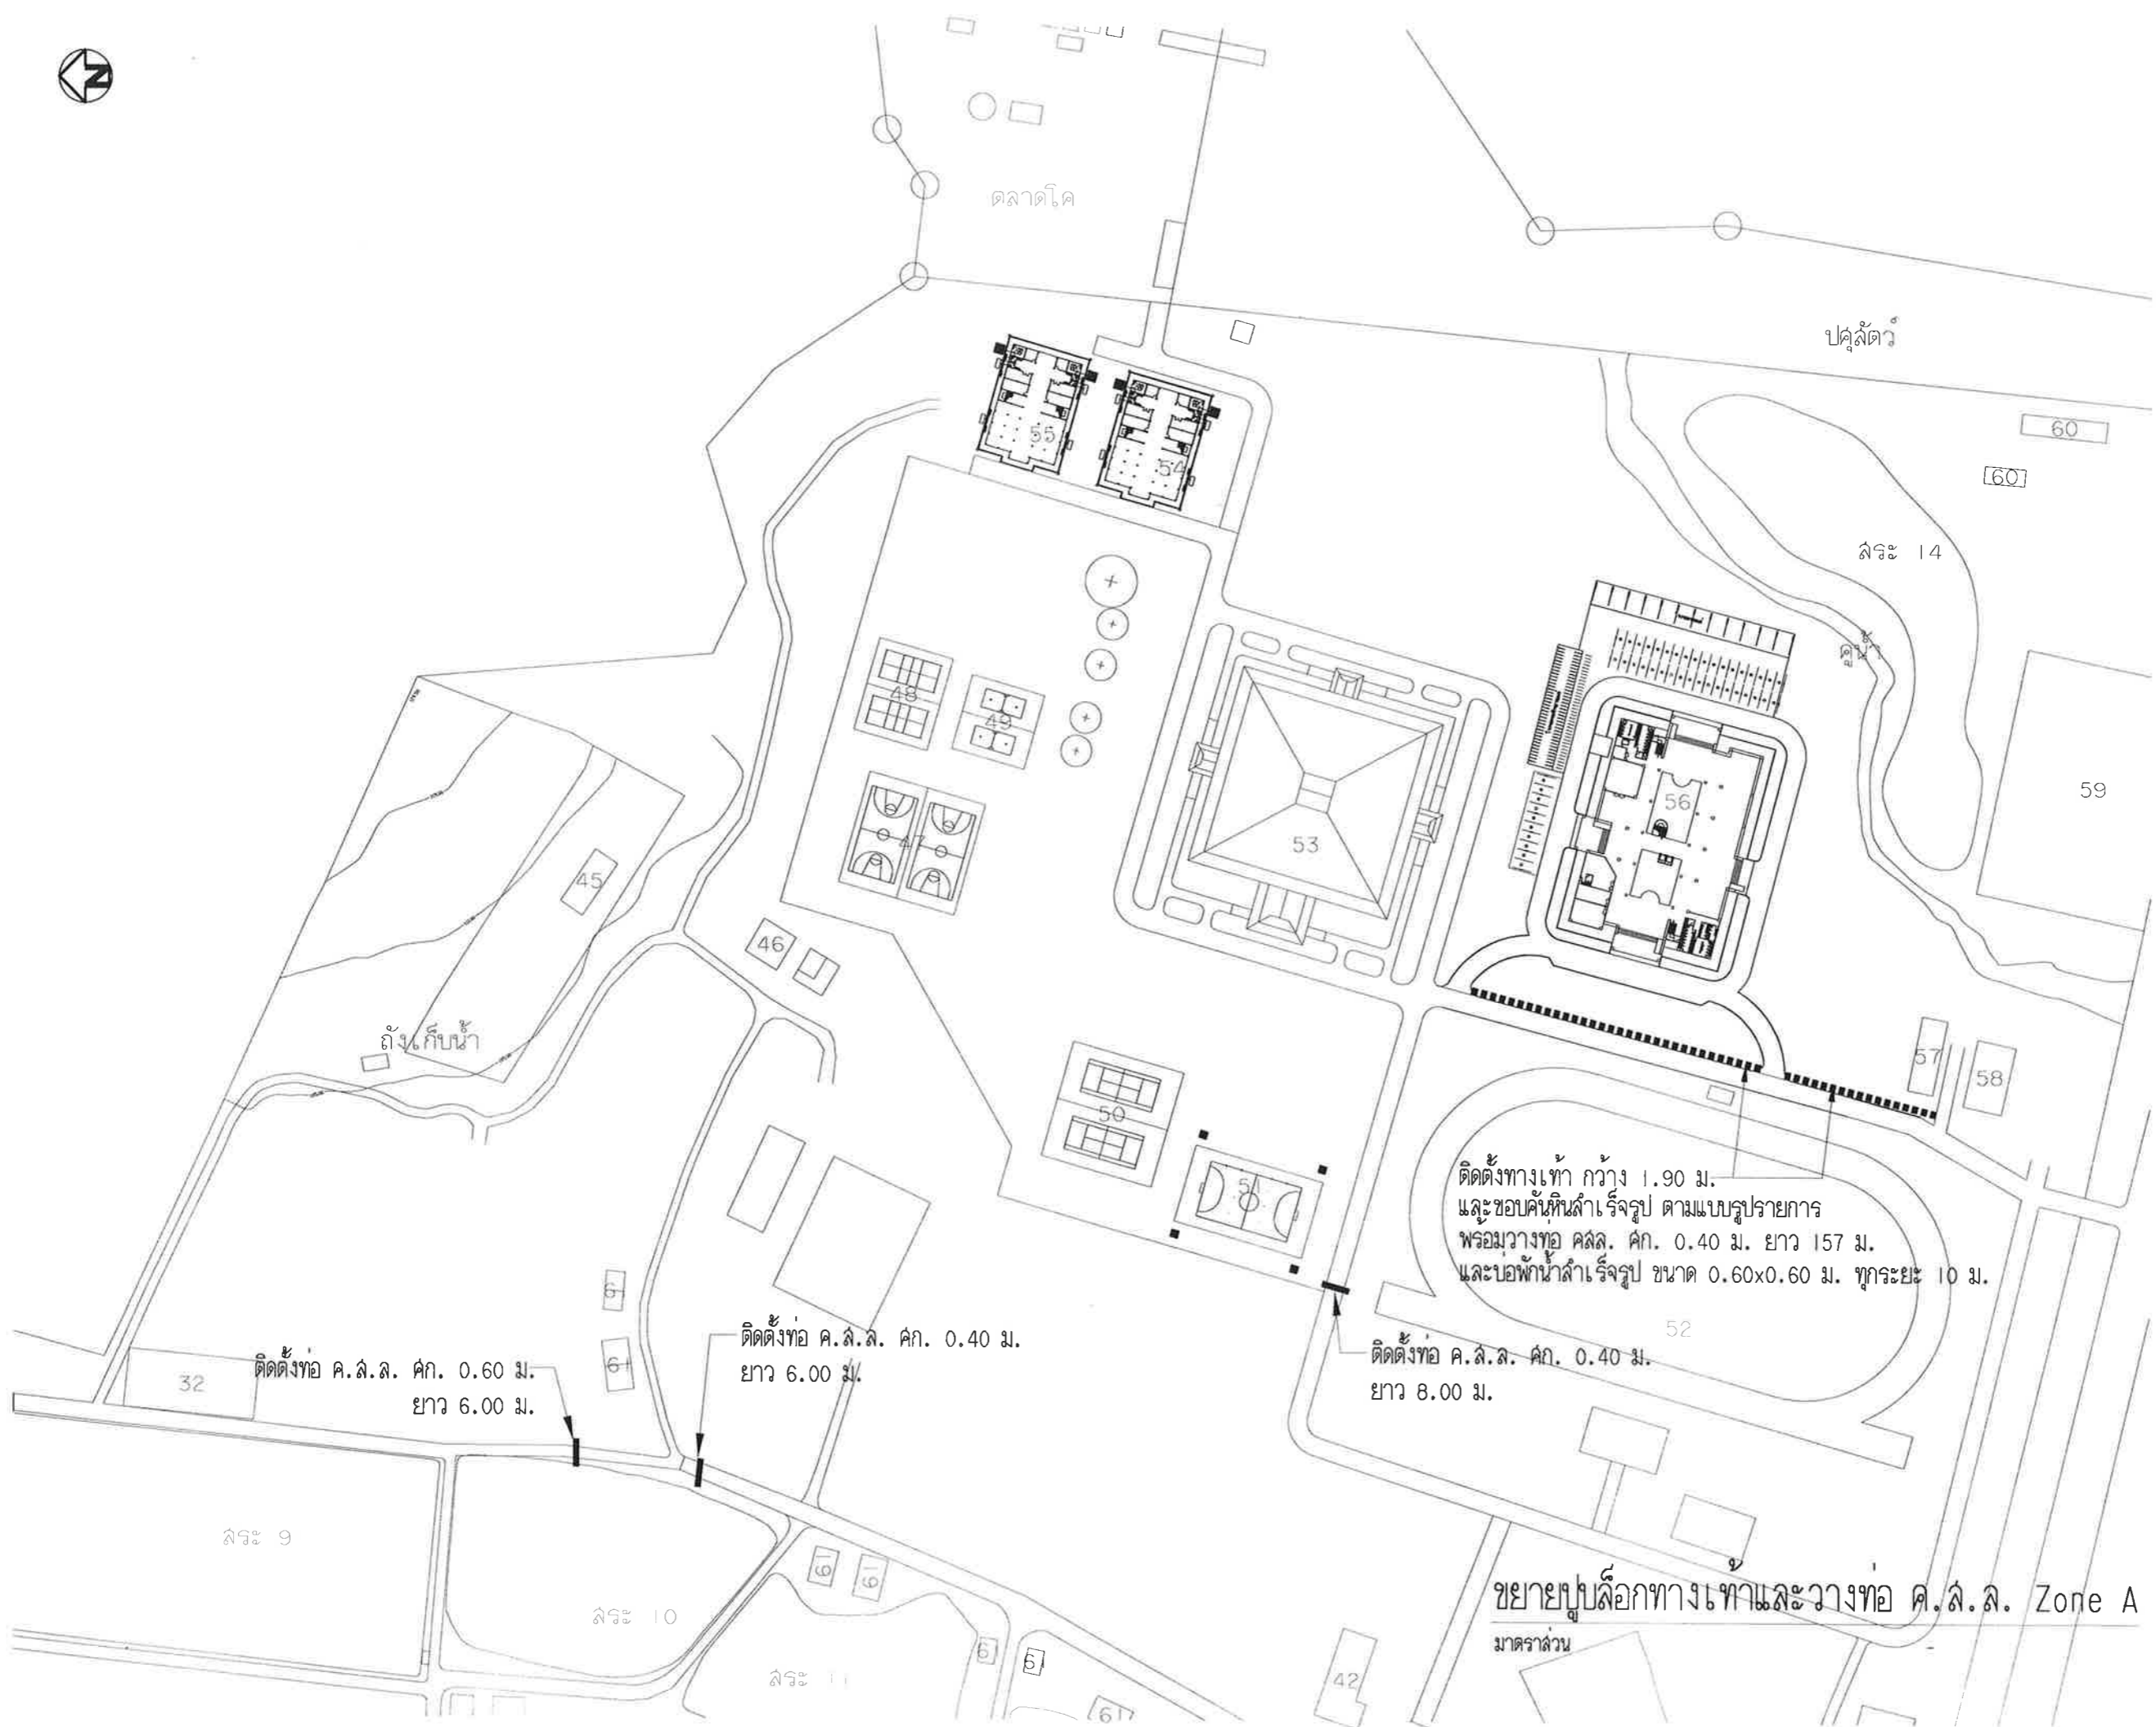 N
ตลาดโค
ปศุสัตว์
60
60
55
54
สระ 14
คูน้ำ
59
48
49
56
47
53
45
46
ถังเก็บน้ำ
57
58
50
51
ติดตั้งทางเท้า กว้าง 1.90 ม.
และขอบคันหินสำเร็จรูป ตามแบบรูปรายการ
พร้อมวางท่อ คสล. ศก. 0.40 ม. ยาว 157 ม.
และบ่อพักน้ำสำเร็จรูป ขนาด 0.60x0.60 ม. ทุกระยะ 10 ม.
52
61
61
32
ติดตั้งท่อ ค.ส.ล. ศก. 0.60 ม.
ยาว 6.00 ม.
ติดตั้งท่อ ค.ส.ล. ศก. 0.40 ม.
ยาว 6.00 ม.
ติดตั้งท่อ ค.ส.ล. ศก. 0.40 ม.
ยาว 8.00 ม.
สระ 9
สระ 10
สระ 11
61
61
61
61
61
42
ขยายปูบล็อกทางเท้าและวางท่อ ค.ส.ล. Zone A
มาตราส่วน -